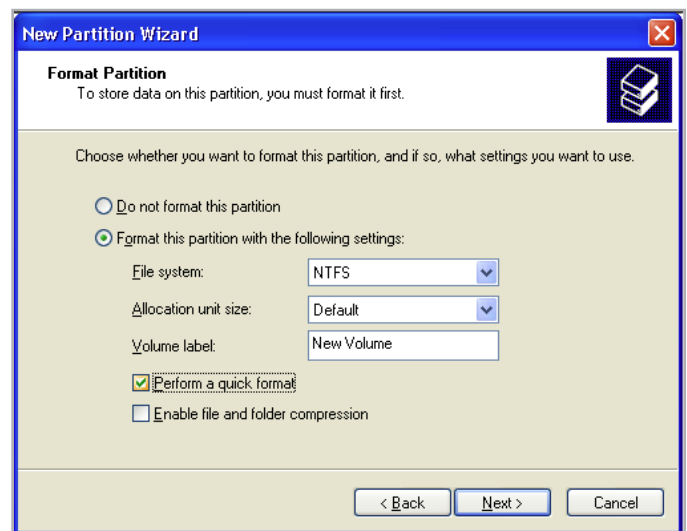 New Partition Wizard
Format Partition
To store data on this partition, you must format it first.
Choose whether you want to format this partition, and if so, what settings you want to use.
Do not format this partition
Format this partition with the following settings:
File system: NTFS
Allocation unit size: Default
Volume label: New Volume
Perform a quick format
Enable file and folder compression
< Back Next > Cancel